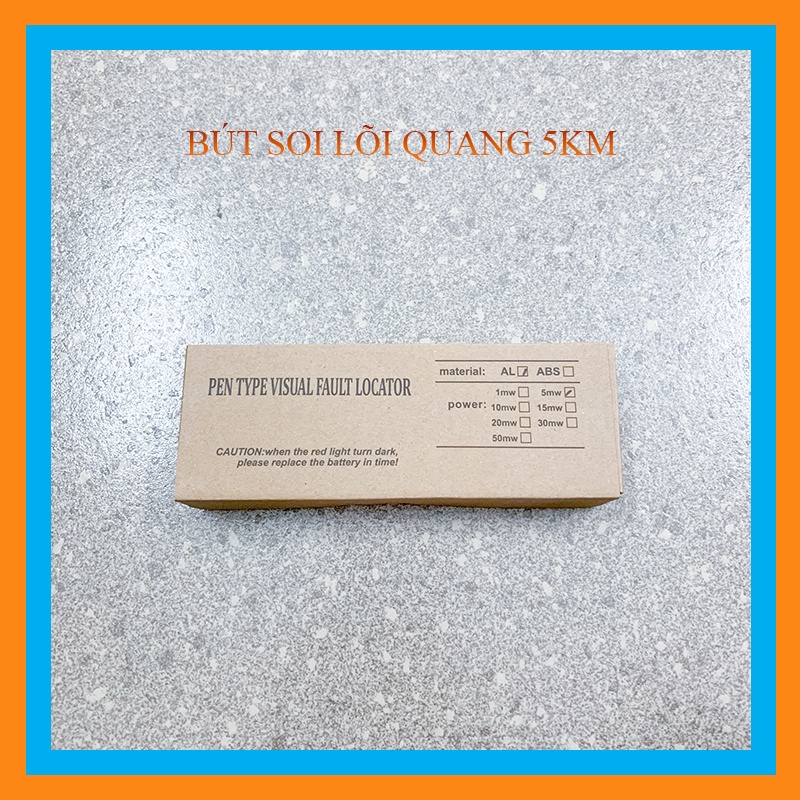 BÚT SOI LÕI QUANG 5KM
material: AL ABS
PEN TYPE VISUAL FAULT LOCATOR
power: 1mw 5mw
10mw 15mw
20mw 30mw
50mw
CAUTION:when the red light turn dark,
please replace the battery in time!